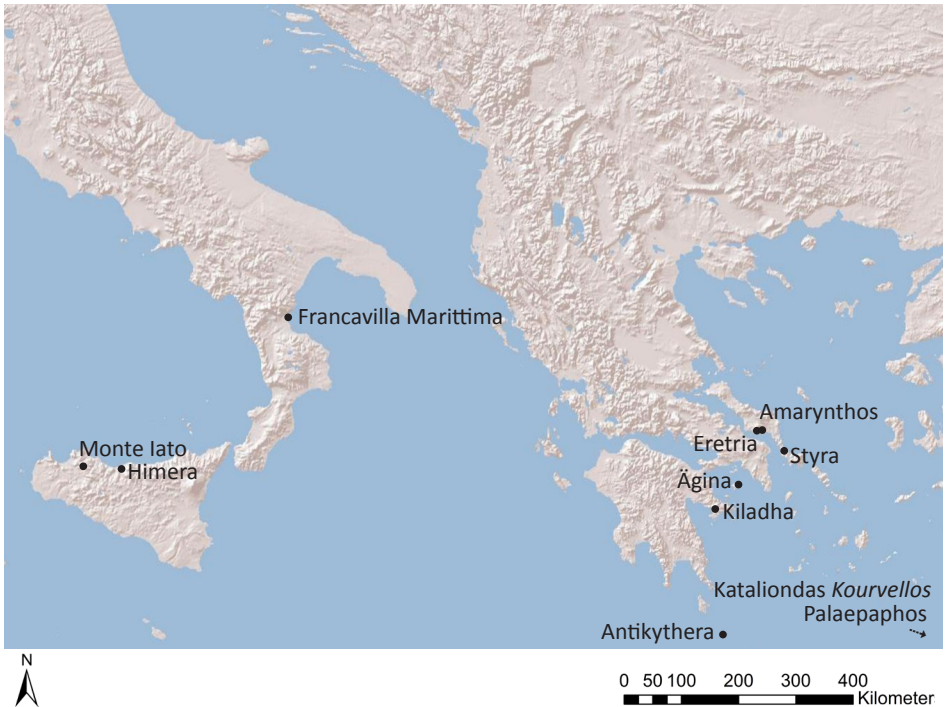 Francavilla Marittima
Amarynthos
Eretria
Styra
Monte Iato
Himera
Ägina
Kiladha
Kataliondas Kourvellos
Palaepaphos
Antikythera
N
0 50 100 200 300 400
Kilometer